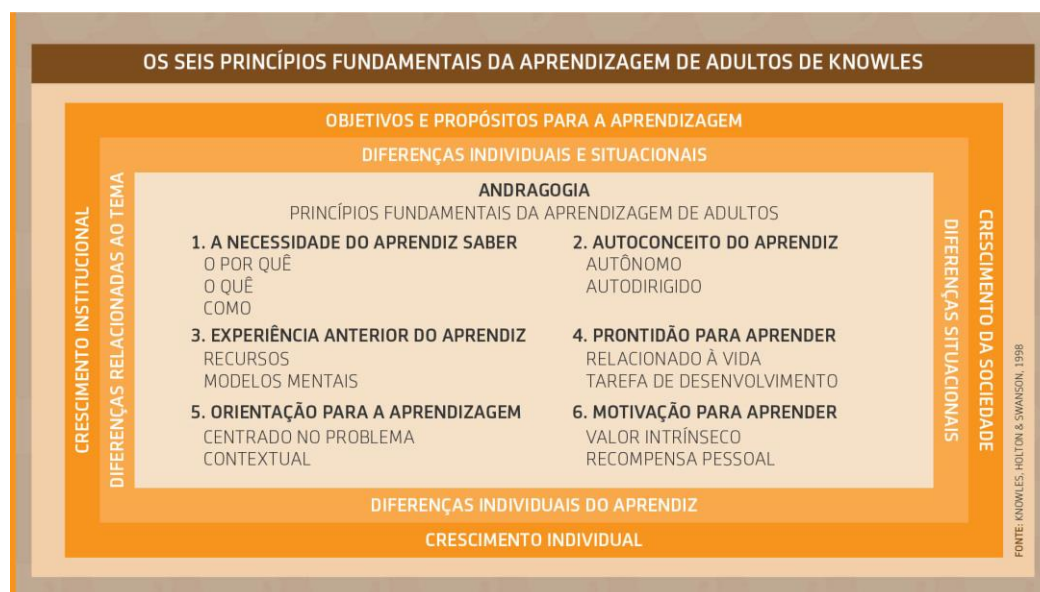 OS SEIS PRINCÍPIOS FUNDAMENTAIS DA APRENDIZAGEM DE ADULTOS DE KNOWLES
OBJETIVOS E PROPÓSITOS PARA A APRENDIZAGEM
DIFERENÇAS INDIVIDUAIS E SITUACIONAIS
CRESCIMENTO INSTITUCIONAL
DIFERENÇAS RELACIONADAS AO TEMA
ANDRAGOGIA
PRINCÍPIOS FUNDAMENTAIS DA APRENDIZAGEM DE ADULTOS
1. A NECESSIDADE DO APRENDIZ SABER
O POR QUÊ
O QUÊ
COMO
2. AUTOCONCEITO DO APRENDIZ
AUTÔNOMO
AUTODIRIGIDO
3. EXPERIÊNCIA ANTERIOR DO APRENDIZ
RECURSOS
MODELOS MENTAIS
4. PRONTIDÃO PARA APRENDER
RELACIONADO À VIDA
TAREFA DE DESENVOLVIMENTO
5. ORIENTAÇÃO PARA A APRENDIZAGEM
CENTRADO NO PROBLEMA
CONTEXTUAL
6. MOTIVAÇÃO PARA APRENDER
VALOR INTRÍNSECO
RECOMPENSA PESSOAL
DIFERENÇAS SITUACIONAIS
CRESCIMENTO DA SOCIEDADE
DIFERENÇAS INDIVIDUAIS DO APRENDIZ
CRESCIMENTO INDIVIDUAL
FONTE: KNOWLES, HOLTON & SWANSON, 1998